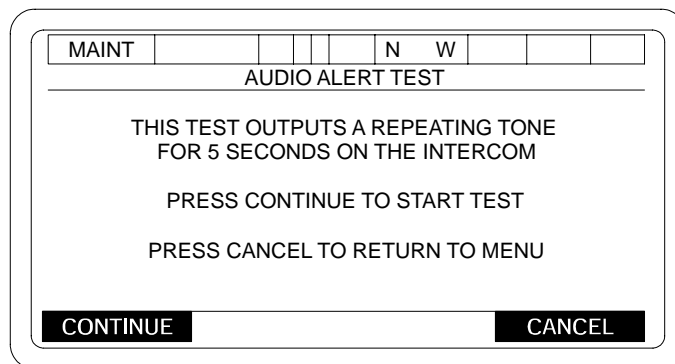 MAINT N W
AUDIO ALERT TEST
THIS TEST OUTPUTS A REPEATING TONE
FOR 5 SECONDS ON THE INTERCOM
PRESS CONTINUE TO START TEST
PRESS CANCEL TO RETURN TO MENU
CONTINUE CANCEL